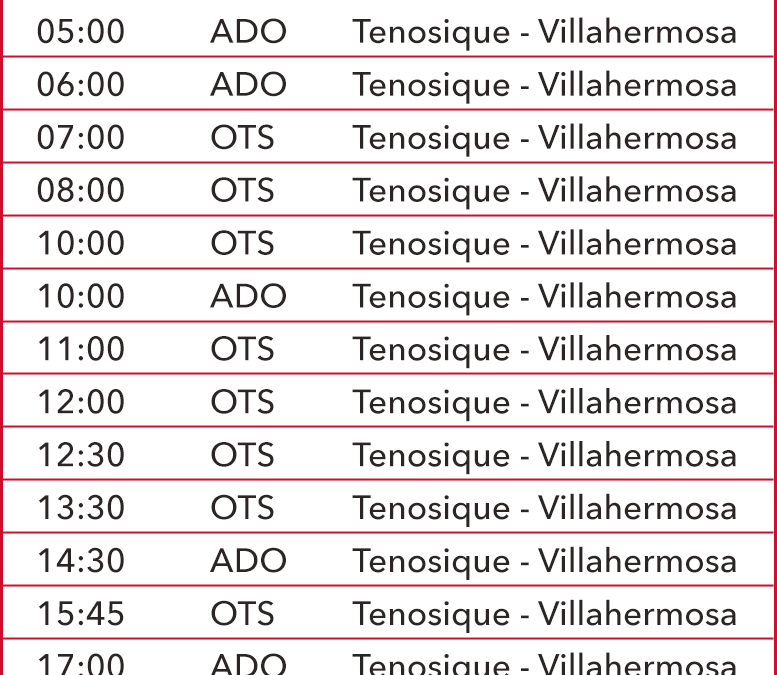 05:00 ADO Tenosique - Villahermosa
06:00 ADO Tenosique - Villahermosa
07:00 OTS Tenosique - Villahermosa
08:00 OTS Tenosique - Villahermosa
10:00 OTS Tenosique - Villahermosa
10:00 ADO Tenosique - Villahermosa
11:00 OTS Tenosique - Villahermosa
12:00 OTS Tenosique - Villahermosa
12:30 OTS Tenosique - Villahermosa
13:30 OTS Tenosique - Villahermosa
14:30 ADO Tenosique - Villahermosa
15:45 OTS Tenosique - Villahermosa
17:00 ADO Tenosique - Villahermosa